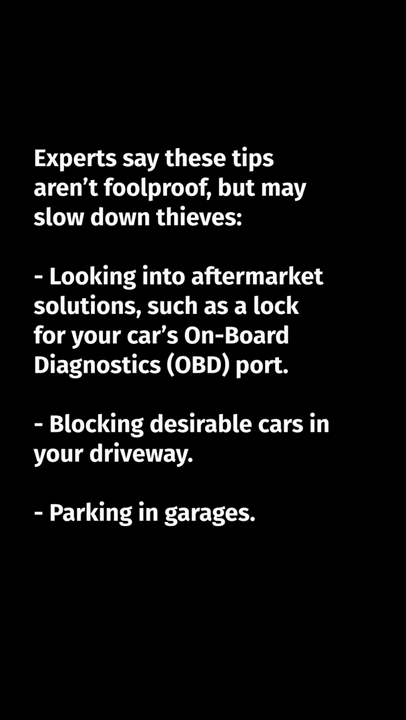 Experts say these tips
aren’t foolproof, but may
slow down thieves:
- Looking into aftermarket
solutions, such as a lock
for your car’s On-Board
Diagnostics (OBD) port.
- Blocking desirable cars in
your driveway.
- Parking in garages.